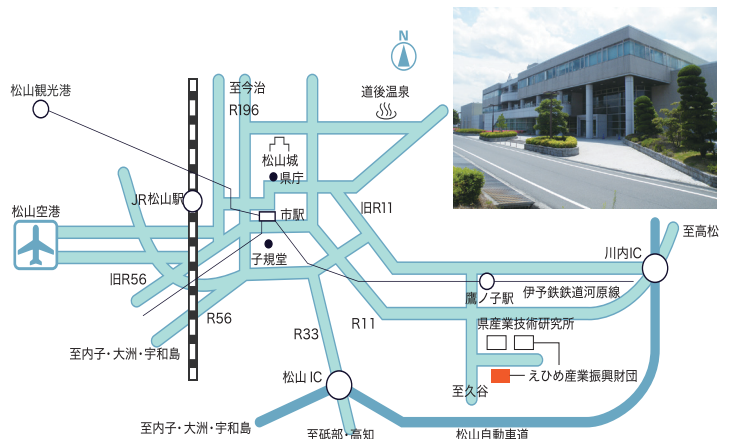 N
松山観光港
至今治
R196
道後温泉
松山城
県庁
JR松山駅
市駅
旧R11
松山空港
子規堂
至高松
川内IC
旧R56
鷹ノ子駅
伊予鉄鉄道河原線
R56
R33
R11
県産業技術研究所
至内子・大洲・宇和島
松山 IC
えひめ産業振興財団
至久谷
至内子・大洲・宇和島
至砥部・高知
松山自動車道